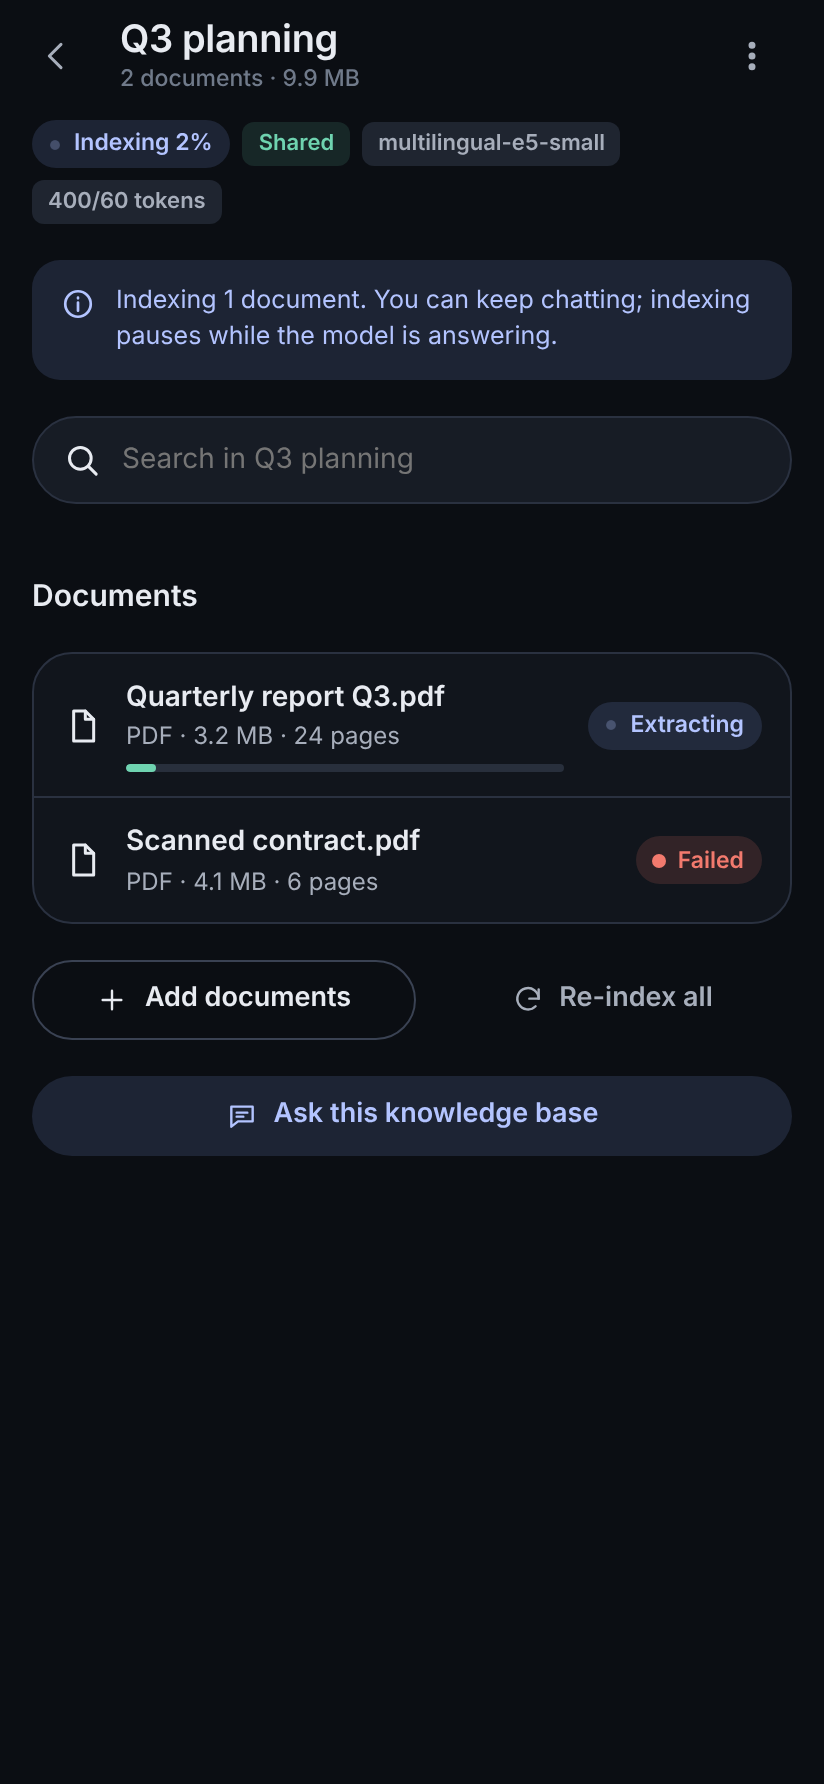 Q3 planning
2 documents · 9.9 MB
Indexing 2%
Shared
multilingual-e5-small
400/60 tokens
Indexing 1 document. You can keep chatting; indexing
pauses while the model is answering.
Search in Q3 planning
Documents
Quarterly report Q3.pdf
PDF · 3.2 MB · 24 pages
Extracting
Scanned contract.pdf
PDF · 4.1 MB · 6 pages
Failed
Add documents
Re-index all
Ask this knowledge base